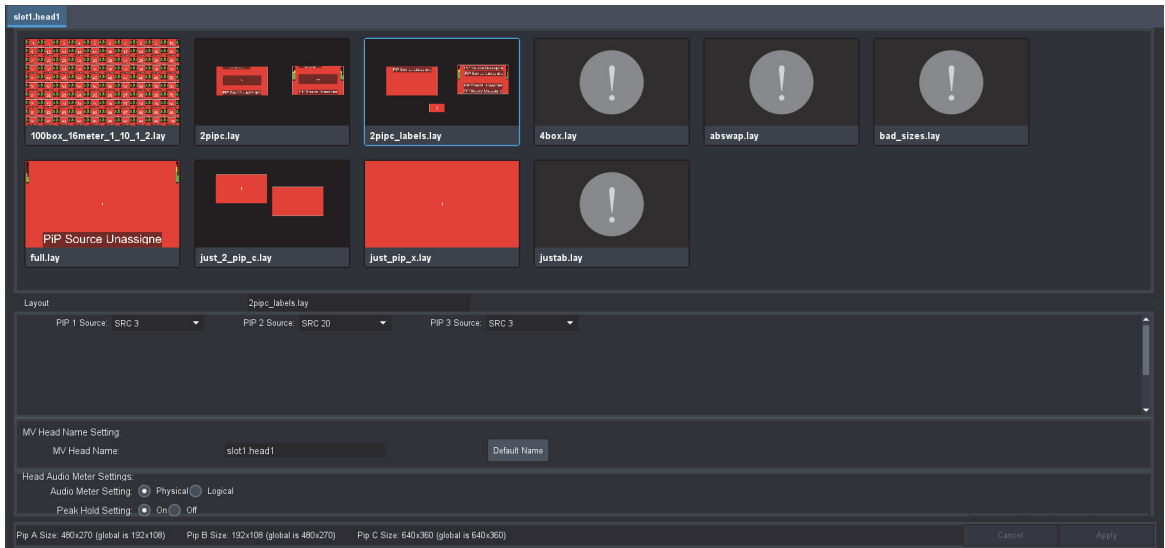 slot1.head1
100box_16meter_1_10_1_2.lay
2pipc.lay
2pipc_labels.lay
4box.lay
abswap.lay
bad_sizes.lay
PiP Source Unassigne
full.lay
just_2_pip_c.lay
just_pip_x.lay
justab.lay
Layout 2pipc_labels.lay
PIP 1 Source: SRC 3 PIP 2 Source: SRC 20 PIP 3 Source: SRC 3
MV Head Name Setting:
MV Head Name: slot1.head1 Default Name
Head Audio Meter Settings:
Audio Meter Setting: Physical Logical
Peak Hold Setting: On Off
Pip A Size: 480x270 (global is 192x108) Pip B Size: 192x108 (global is 480x270) Pip C Size: 640x360 (global is 640x360) Cancel Apply